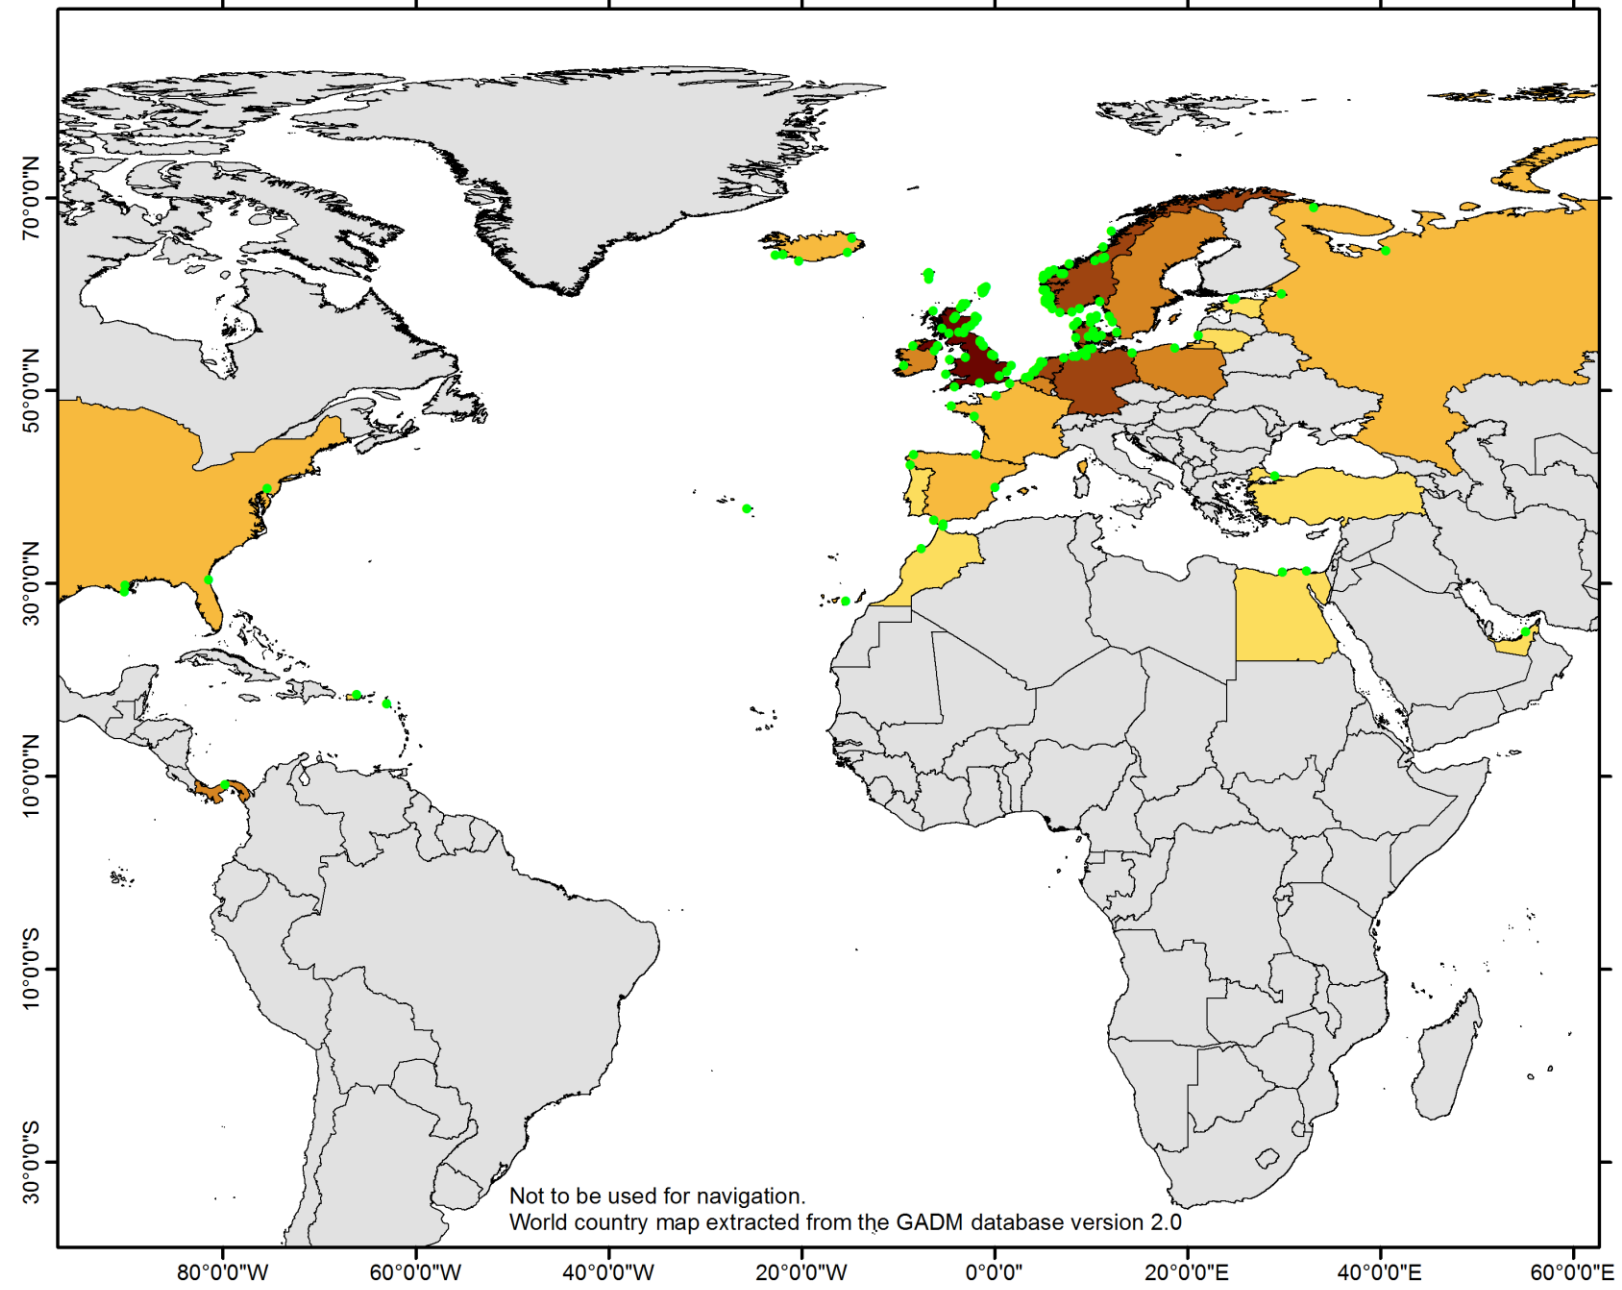 70°0'0"N
50°0'0"N
30°0'0"N
10°0'0"N
10°0'0"S
30°0'0"S
Not to be used for navigation.
World country map extracted from the GADM database version 2.0
80°0'0"W
60°0'0"W
40°0'0"W
20°0'0"W
0°0'0"
20°0'0"E
40°0'0"E
60°0'0"E